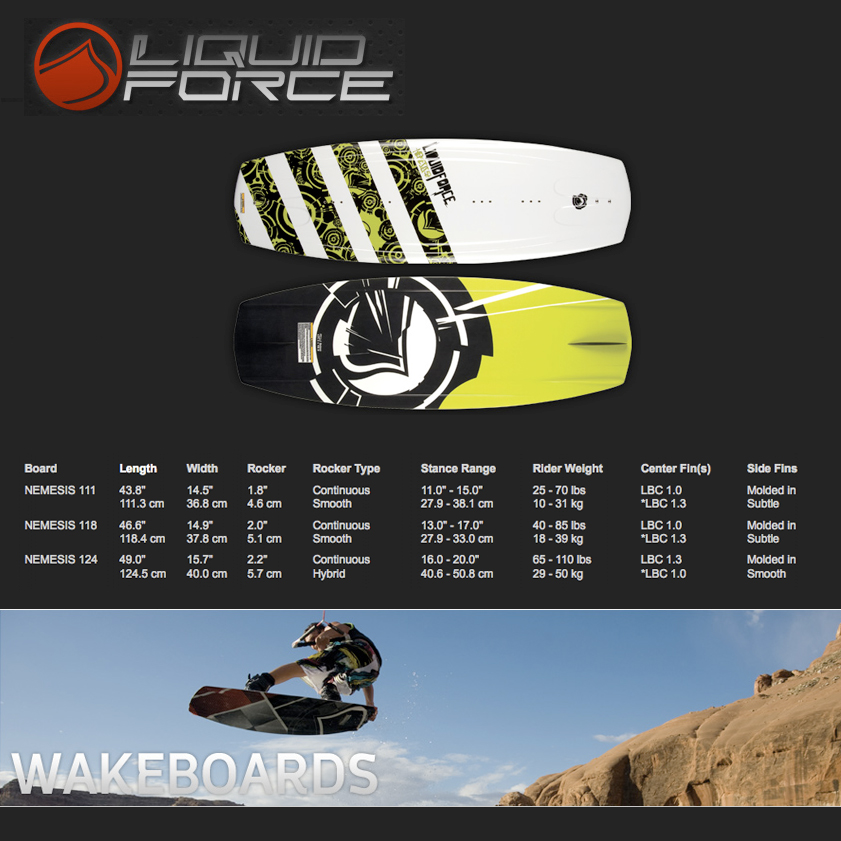 LIQUID
FORCE
LIQUIDFORCE
Board Length Width Rocker Rocker Type Stance Range Rider Weight Center Fin(s) Side Fins
NEMESIS 111 43.8" 14.5" 1.8" Continuous 11.0" - 15.0" 25 - 70 lbs LBC 1.0 Molded in
111.3 cm 36.8 cm 4.6 cm Smooth 27.9 - 38.1 cm 10 - 31 kg *LBC 1.3 Subtle
NEMESIS 118 46.6" 14.9" 2.0" Continuous 13.0" - 17.0" 40 - 85 lbs LBC 1.0 Molded in
118.4 cm 37.8 cm 5.1 cm Smooth 27.9 - 33.0 cm 18 - 39 kg *LBC 1.3 Subtle
NEMESIS 124 49.0" 15.7" 2.2" Continuous 16.0 - 20.0" 65 - 110 lbs LBC 1.3 Molded in
124.5 cm 40.0 cm 5.7 cm Hybrid 40.6 - 50.8 cm 29 - 50 kg *LBC 1.0 Smooth
WAKEBOARDS